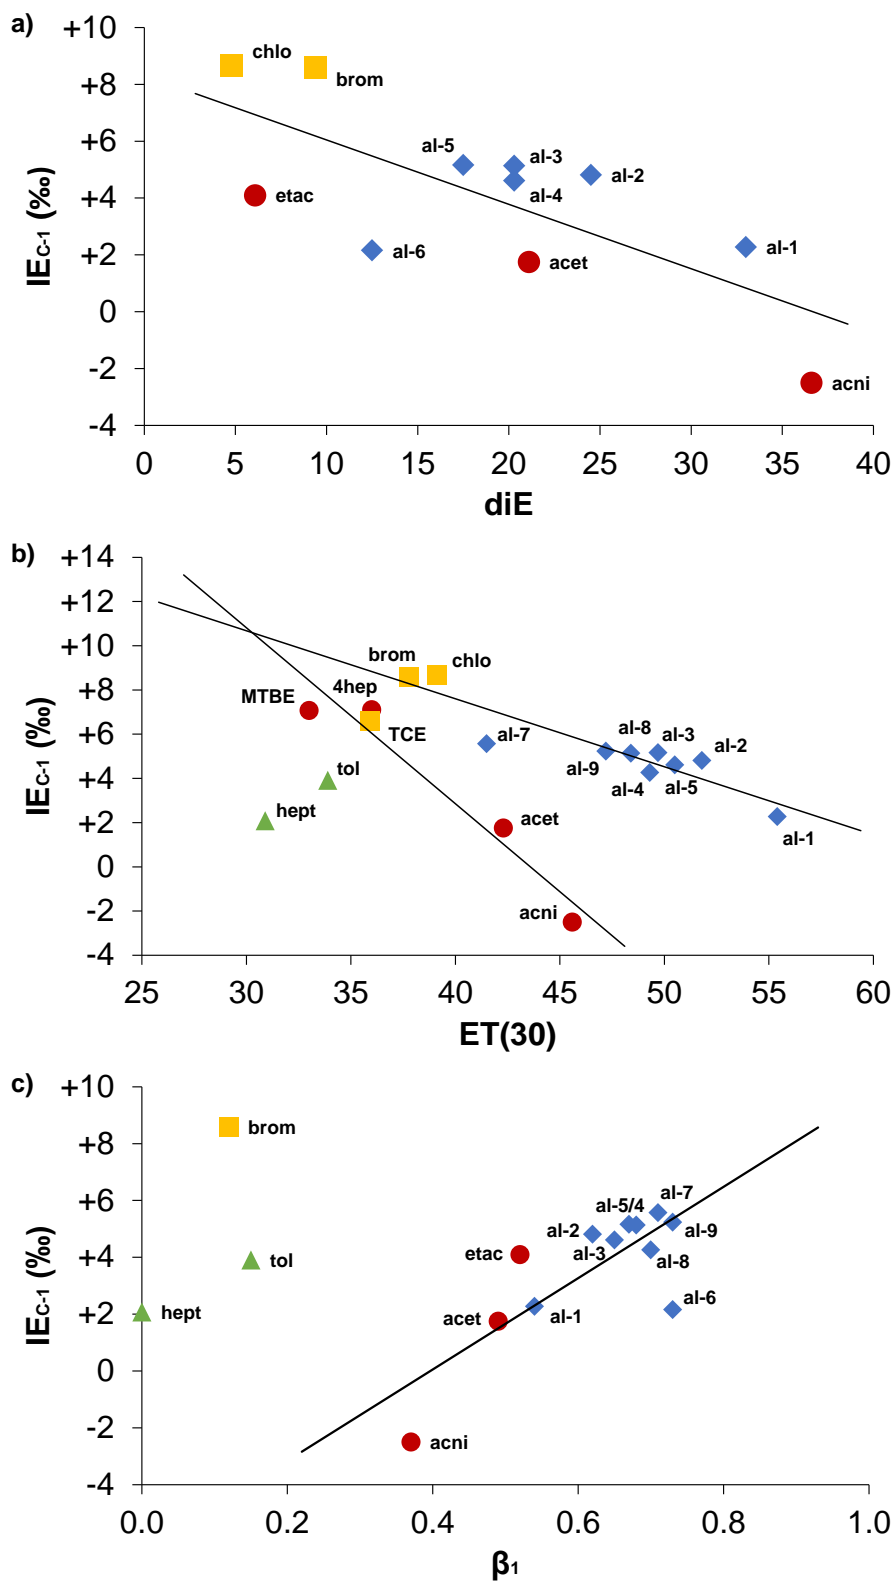 a)
+10
+8
+6
+4
+2
0
-2
-4
IEC-1 (‰)
chlo
brom
al-5
al-3
al-2
al-4
etac
al-6
acet
al-1
acni
0 5 10 15 20 25 30 35 40
diE
b)
+14
+12
+10
+8
+6
+4
+2
0
-2
-4
IEC-1 (‰)
brom
chlo
MTBE
4hep
TCE
al-7
al-8
al-3
al-2
al-9
al-4
al-5
tol
hept
acet
al-1
acni
25 30 35 40 45 50 55 60
ET(30)
c)
+10
+8
+6
+4
+2
0
-2
-4
IEC-1 (‰)
brom
al-7
al-5/4
al-2
al-9
etac
al-3
al-8
tol
al-6
hept
acet
al-1
acni
0.0 0.2 0.4 0.6 0.8 1.0
β1